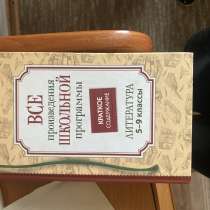 ВСЕ
произведения
ШКОЛЬНОЙ
программы
КРАТКОЕ
СОДЕРЖАНИЕ
ЛИТЕРАТУРА
5–9 классы